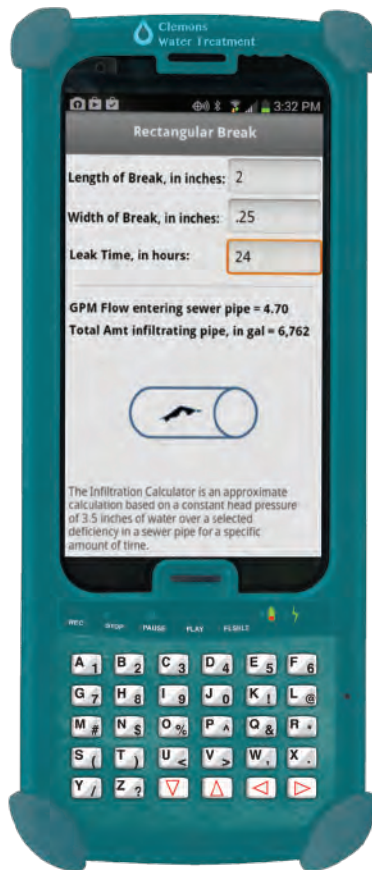 Clemons
Water Treatment
3:32 PM
Rectangular Break
Length of Break, in inches: 2
Width of Break, in inches: .25
Leak Time, in hours: 24
GPM Flow entering sewer pipe = 4.70
Total Amt infiltrating pipe, in gal = 6,762
The Infiltration Calculator is an approximate
calculation based on a constant head pressure
of 3.5 inches of water over a selected
deficiency in a sewer pipe for a specific
amount of time.
REC STOP PAUSE PLAY
A 1 B 2 C 3 D 4 E 5 F 6
G 7 H 8 I 9 J 0 K ! L @
M # N $ O % P ^ Q & R *
S ( T ) U < V > W , X .
Y / Z ?